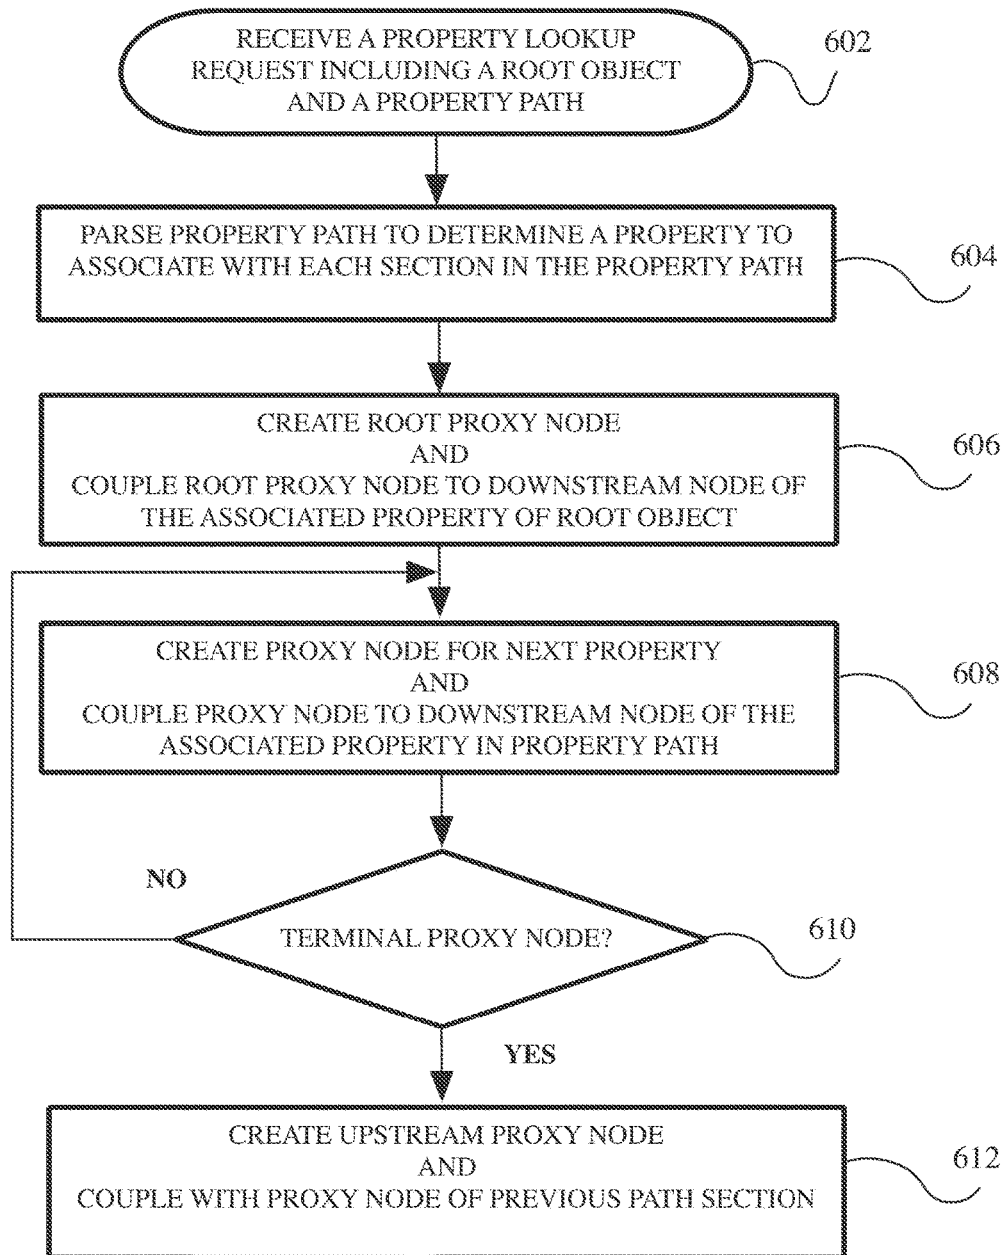 RECEIVE A PROPERTY LOOKUP
REQUEST INCLUDING A ROOT OBJECT
AND A PROPERTY PATH
602
PARSE PROPERTY PATH TO DETERMINE A PROPERTY TO
ASSOCIATE WITH EACH SECTION IN THE PROPERTY PATH
604
CREATE ROOT PROXY NODE
AND
COUPLE ROOT PROXY NODE TO DOWNSTREAM NODE OF
THE ASSOCIATED PROPERTY OF ROOT OBJECT
606
CREATE PROXY NODE FOR NEXT PROPERTY
AND
COUPLE PROXY NODE TO DOWNSTREAM NODE OF THE
ASSOCIATED PROPERTY IN PROPERTY PATH
608
NO
TERMINAL PROXY NODE?
610
YES
CREATE UPSTREAM PROXY NODE
AND
COUPLE WITH PROXY NODE OF PREVIOUS PATH SECTION
612